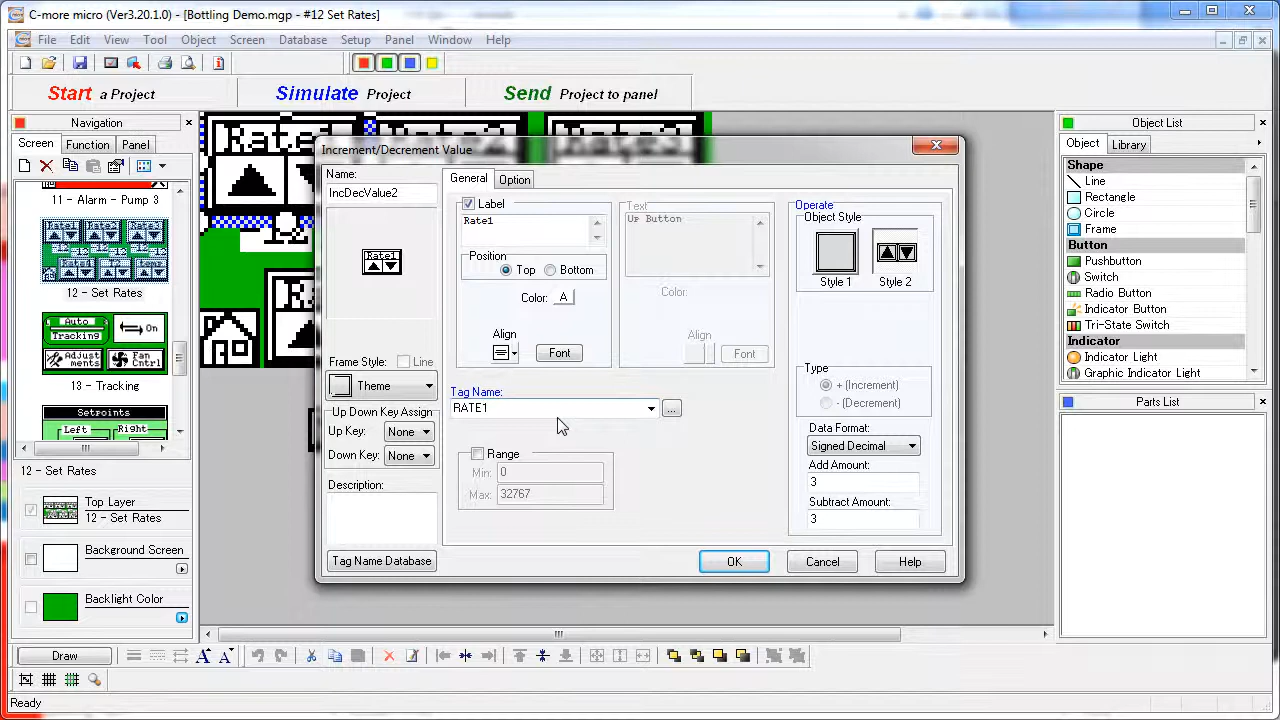 C-more micro (Ver3.20.1.0) - [Bottling Demo.mgp - #12 Set Rates]
File Edit View Tool Object Screen Database Setup Panel Window Help
Start a Project
Simulate Project
Send Project to panel
Navigation
Screen Function Panel
11 - Alarm - Pump 3
12 - Set Rates
Auto Tracking
On
Adjust ments
Fan Cntrl
13 - Tracking
Setpoints
Left Right
12 - Set Rates
Top Layer
12 - Set Rates
Background Screen
Backlight Color
Draw
Ready
Rate1
Increment/Decrement Value
Name:
IncDecValue2
Rate1
Frame Style: Line
Theme
Up Down Key Assign
Up Key: None
Down Key: None
Description:
Tag Name Database
General Option
Label
Rate1
Position
Top Bottom
Color: A
Align
Font
Text
Up Button
Color:
Align
Font
Tag Name:
RATE1
...
Range
Min: 0
Max: 32767
Operate
Object Style
Style 1 Style 2
Type
+ (Increment)
- (Decrement)
Data Format:
Signed Decimal
Add Amount:
3
Subtract Amount:
3
OK Cancel Help
Object List
Object Library
Shape
Line
Rectangle
Circle
Frame
Button
Pushbutton
Switch
Radio Button
Indicator Button
Tri-State Switch
Indicator
Indicator Light
Graphic Indicator Light
Parts List